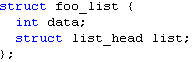 struct foo_list {
  int data;
  struct list_head list;
};